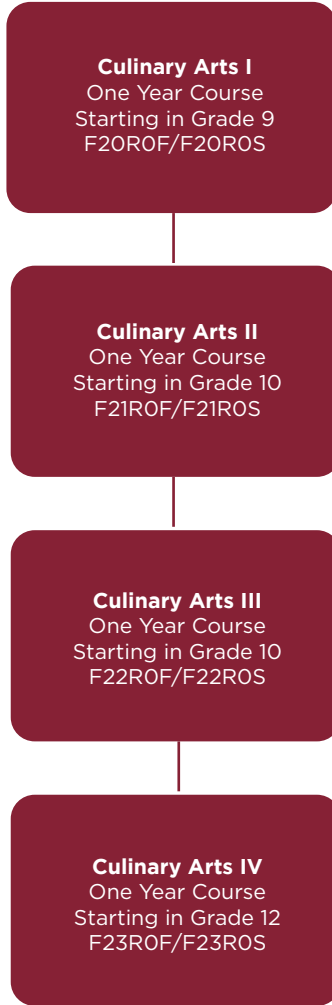 Culinary Arts I
One Year Course
Starting in Grade 9
F20R0F/F20R0S
Culinary Arts II
One Year Course
Starting in Grade 10
F21R0F/F21R0S
Culinary Arts III
One Year Course
Starting in Grade 10
F22R0F/F22R0S
Culinary Arts IV
One Year Course
Starting in Grade 12
F23R0F/F23R0S